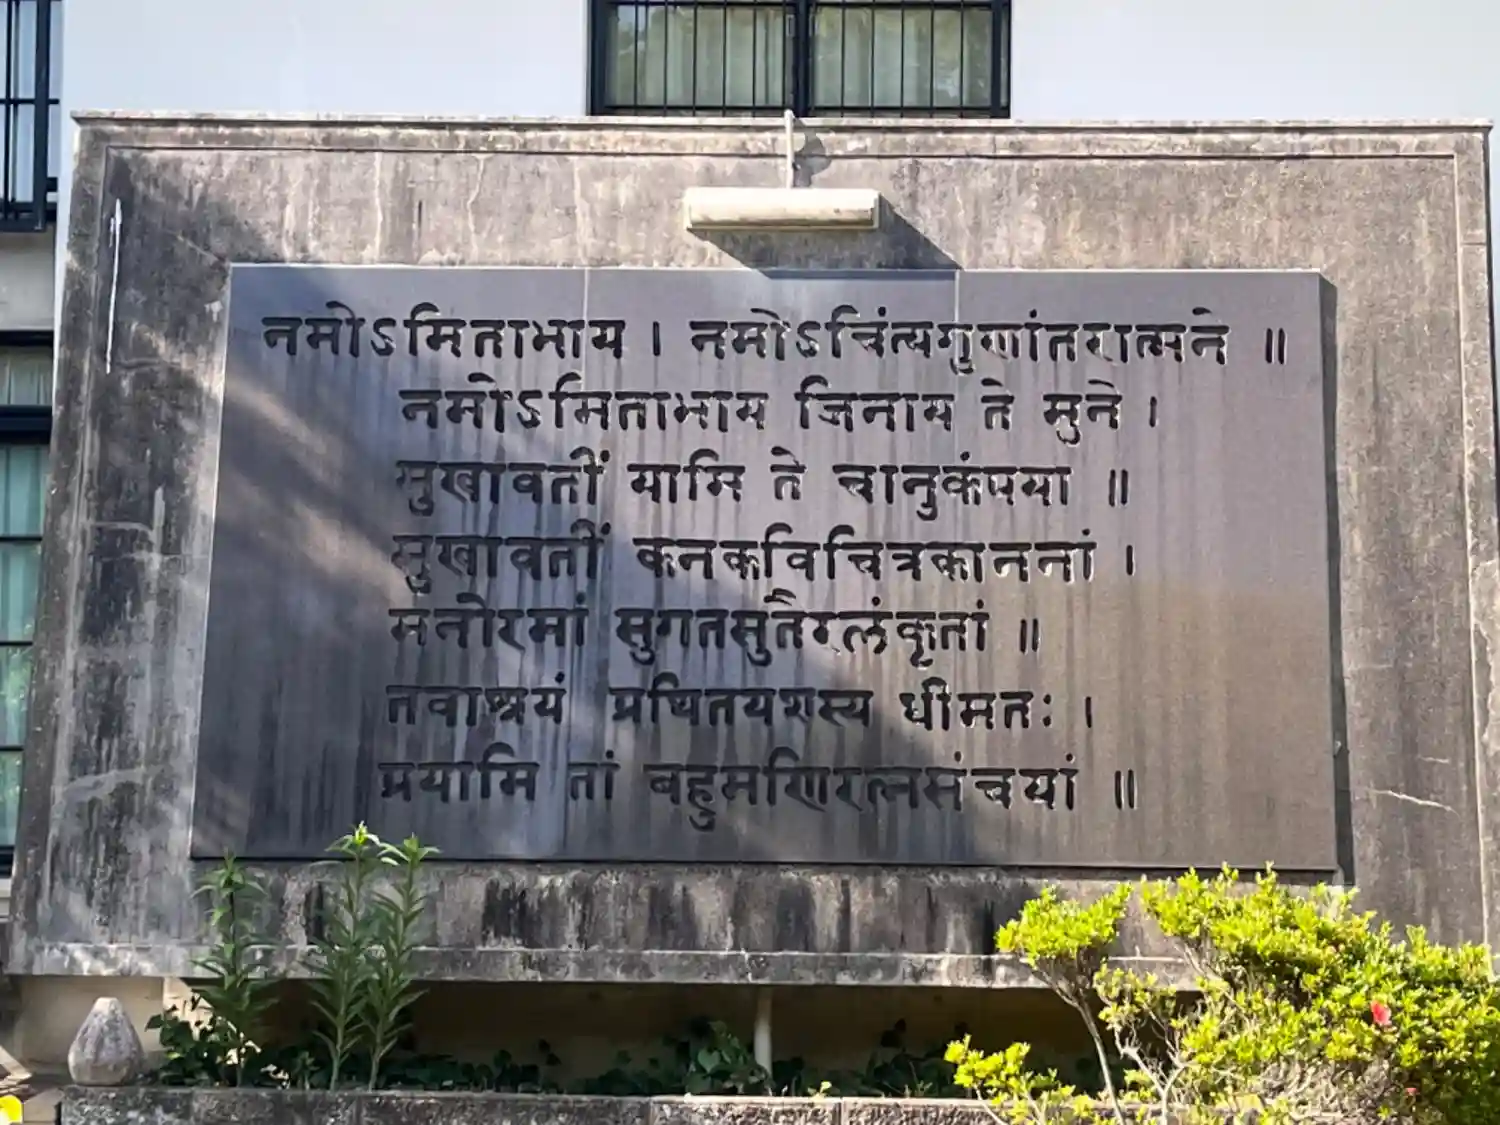 नमोऽमिताभाय । नमोऽचिंत्यगुणांतरात्मने ॥
नमोऽमिताभाय जिनाय ते मुने ।
सुखावतीं यामि ते चानुकंपया ॥
सुखावतीं कनकविचित्रकाननां ।
मनोरमां सुगतसुतैरलंकृतां ॥
तवाश्रयं प्रथितयशस्य धीमतः ।
प्रयामि तां बहुमणिरत्नसंचयां ॥